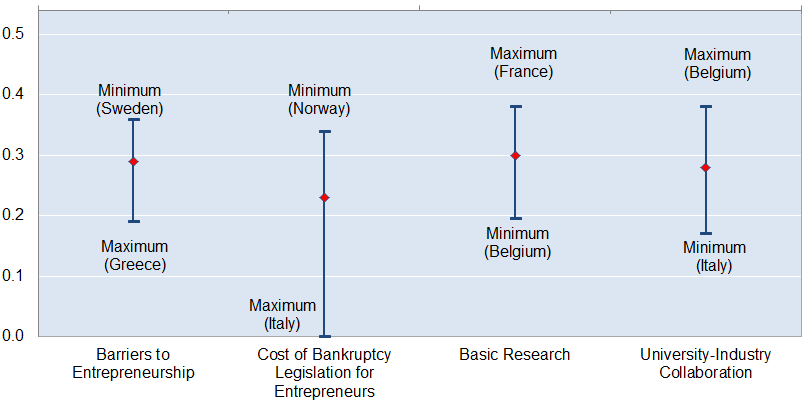 0.5
0.4
0.3
0.2
0.1
0.0
Minimum
(Sweden)
Maximum
(Greece)
Minimum
(Norway)
Maximum
(Italy)
Maximum
(France)
Minimum
(Belgium)
Maximum
(Belgium)
Minimum
(Italy)
Barriers to
Entrepreneurship
Cost of Bankruptcy
Legislation for
Entrepreneurs
Basic Research
University-Industry
Collaboration